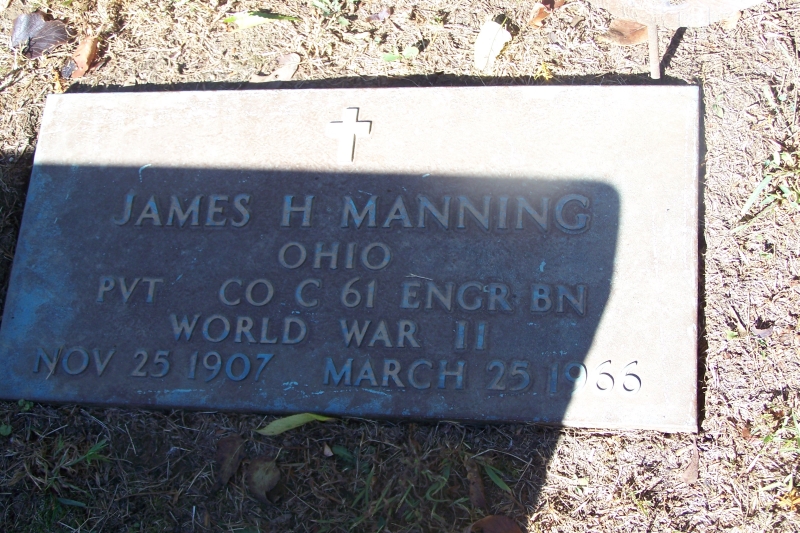 JAMES H MANNING
OHIO
PVT CO C 61 ENGR BN
WORLD WAR II
NOV 25 1907 MARCH 25 1966